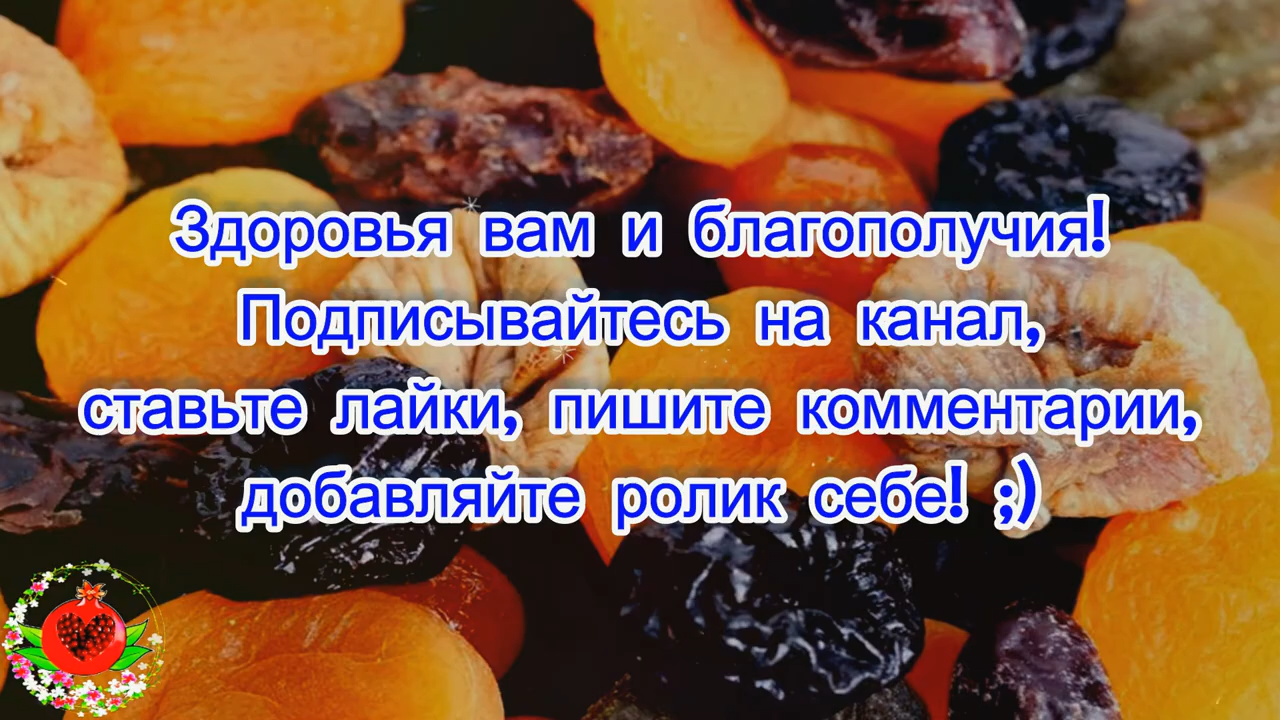 Здоровья вам и благополучия!
Подписывайтесь на канал,
ставьте лайки, пишите комментарии,
добавляйте ролик себе! ;)